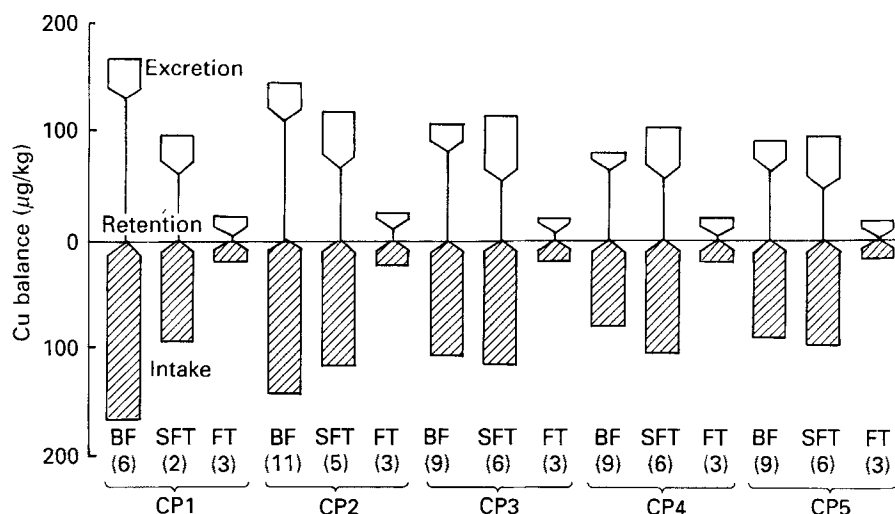 200
Excretion
100
Retention
0
100
Intake
200
Cu balance (µg/kg)
BF SFT FT BF SFT FT BF SFT FT BF SFT FT BF SFT FT
(6) (2) (3) (11) (5) (3) (9) (6) (3) (9) (6) (3) (9) (6) (3)
CP1 CP2 CP3 CP4 CP5